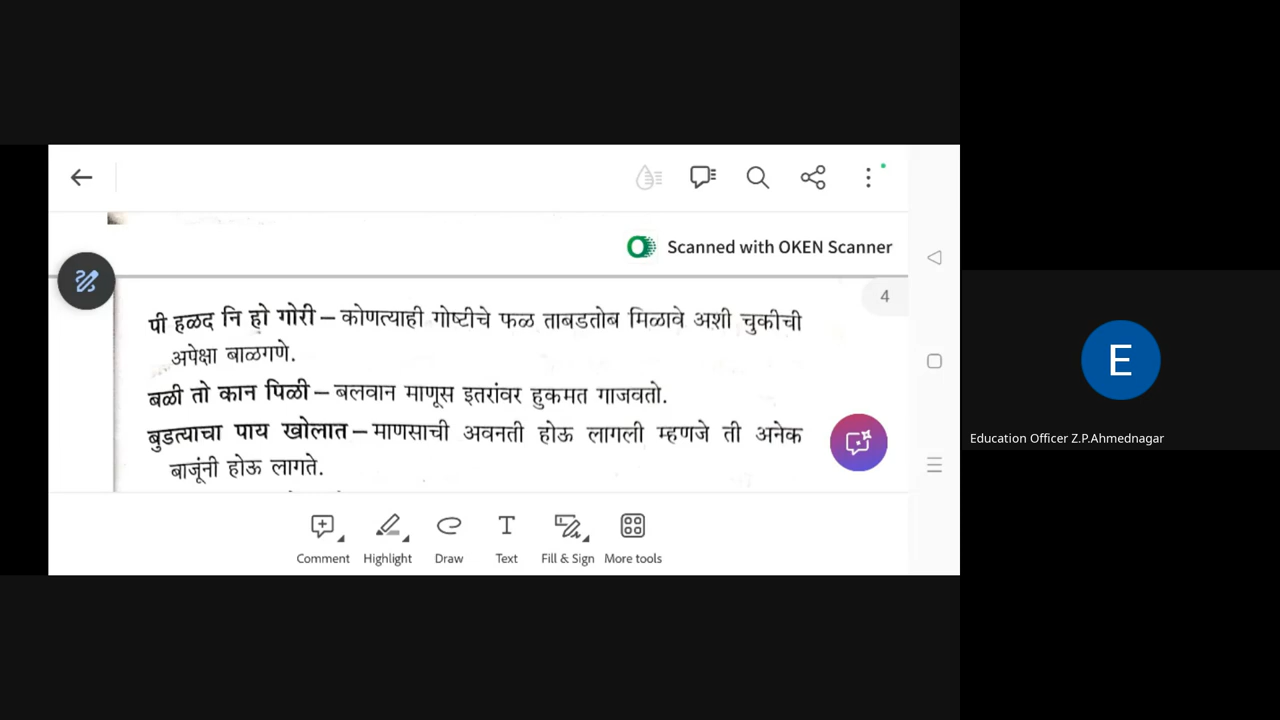 Scanned with OKEN Scanner
4
पी हळद नि हो गोरी – कोणत्याही गोष्टीचे फळ ताबडतोब मिळावे अशी चुकीची
अपेक्षा बाळगणे.
बळी तो कान पिळी – बलवान माणूस इतरांवर हुकमत गाजवतो.
बुडत्याचा पाय खोलात – माणसाची अवनती होऊ लागली म्हणजे ती अनेक
बाजूंनी होऊ लागते.
Comment Highlight Draw Text Fill & Sign More tools
E
Education Officer Z.P.Ahmednagar